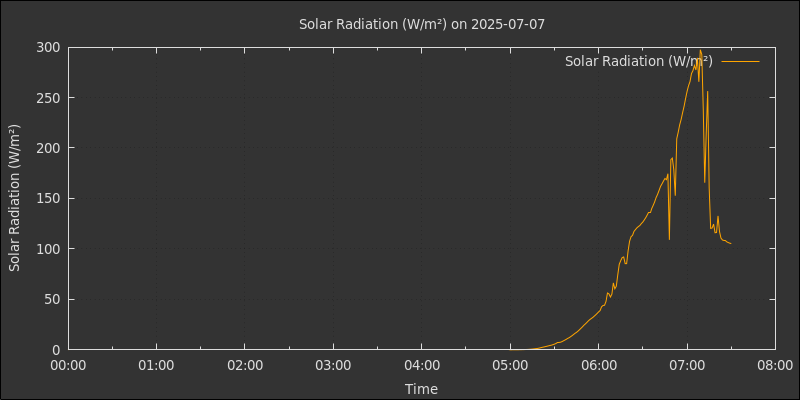 Solar Radiation (W/m²) on 2025-07-07
Solar Radiation (W/m²)
Solar Radiation (W/m²)
300
250
200
150
100
50
0
00:00 01:00 02:00 03:00 04:00 05:00 06:00 07:00 08:00
Time